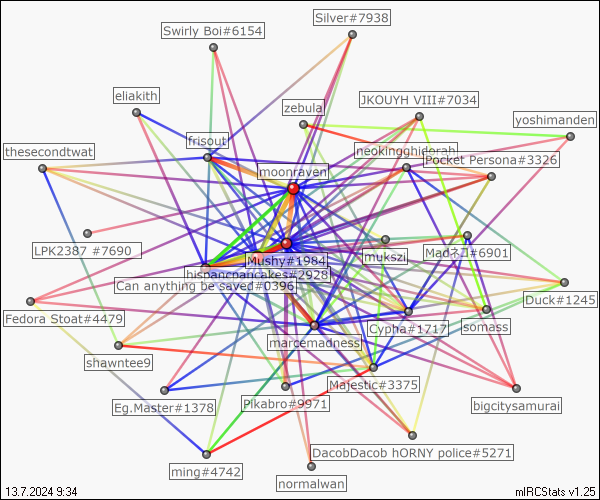 Silver#7938
Swirly Boi#6154
eliakith
JKOUYH VIII#7034
zebula
yoshimanden
frisout
thesecondtwat
neokingghiderah
Pocket Persona#3326
moonraven
LPK2387 #7690
Mushy#1984
mukszi
Madネコ#6901
hispancpancakes#2928
Can anything be saved#0396
Duck#1245
Fedora Stoat#4479
Cypha#1717
somass
marcemadness
shawntee9
Majestic#3375
Eg.Master#1378
Pikabro#9971
bigcitysamurai
DacobDacob hORNY police#5271
ming#4742
normalwan
13.7.2024 9:34
mIRCStats v1.25